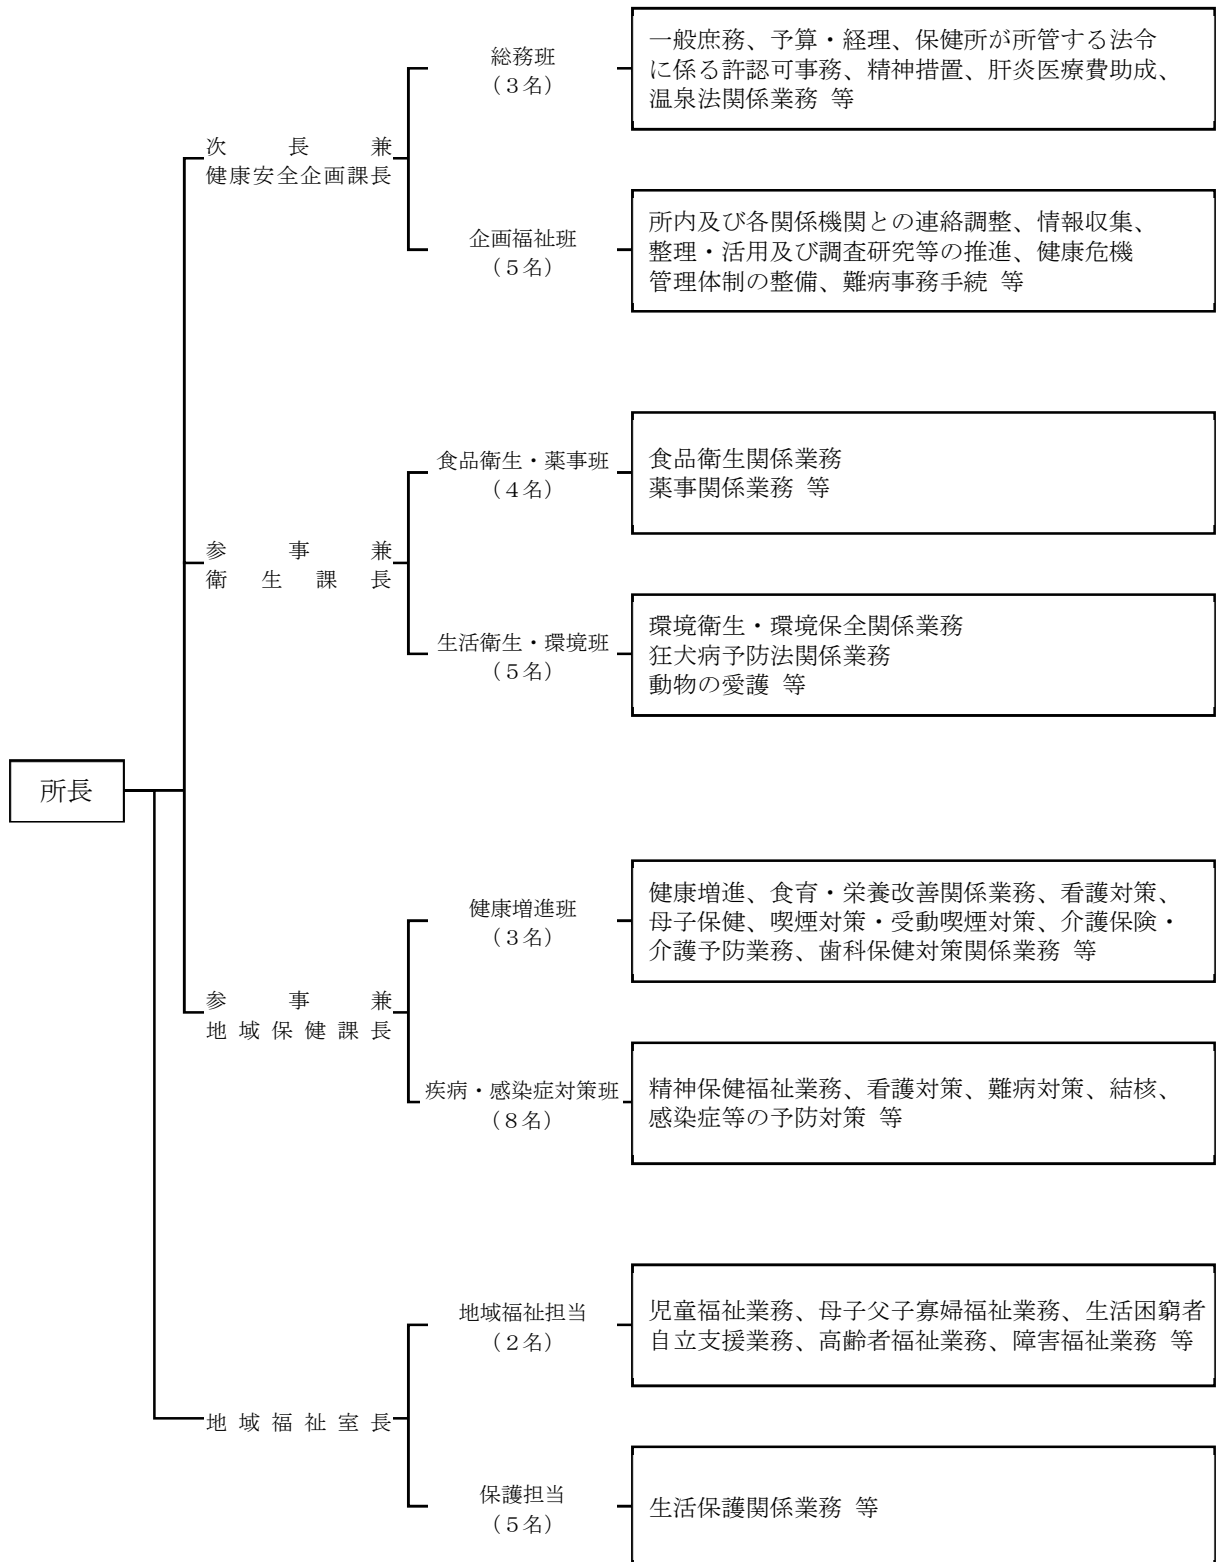 総務班
（３名）
一般庶務、予算・経理、保健所が所管する法令
に係る許認可事務、精神措置、肝炎医療費助成、
温泉法関係業務 等
次長兼
健康安全企画課長
企画福祉班
（５名）
所内及び各関係機関との連絡調整、情報収集、
整理・活用及び調査研究等の推進、健康危機
管理体制の整備、難病事務手続 等
食品衛生・薬事班
（４名）
食品衛生関係業務
薬事関係業務 等
参事兼
衛生課長
生活衛生・環境班
（５名）
環境衛生・環境保全関係業務
狂犬病予防法関係業務
動物の愛護 等
所長
健康増進班
（３名）
健康増進、食育・栄養改善関係業務、看護対策、
母子保健、喫煙対策・受動喫煙対策、介護保険・
介護予防業務、歯科保健対策関係業務 等
参事兼
地域保健課長
疾病・感染症対策班
（８名）
精神保健福祉業務、看護対策、難病対策、結核、
感染症等の予防対策 等
地域福祉担当
（２名）
児童福祉業務、母子父子寡婦福祉業務、生活困窮者
自立支援業務、高齢者福祉業務、障害福祉業務 等
地域福祉室長
保護担当
（５名）
生活保護関係業務 等